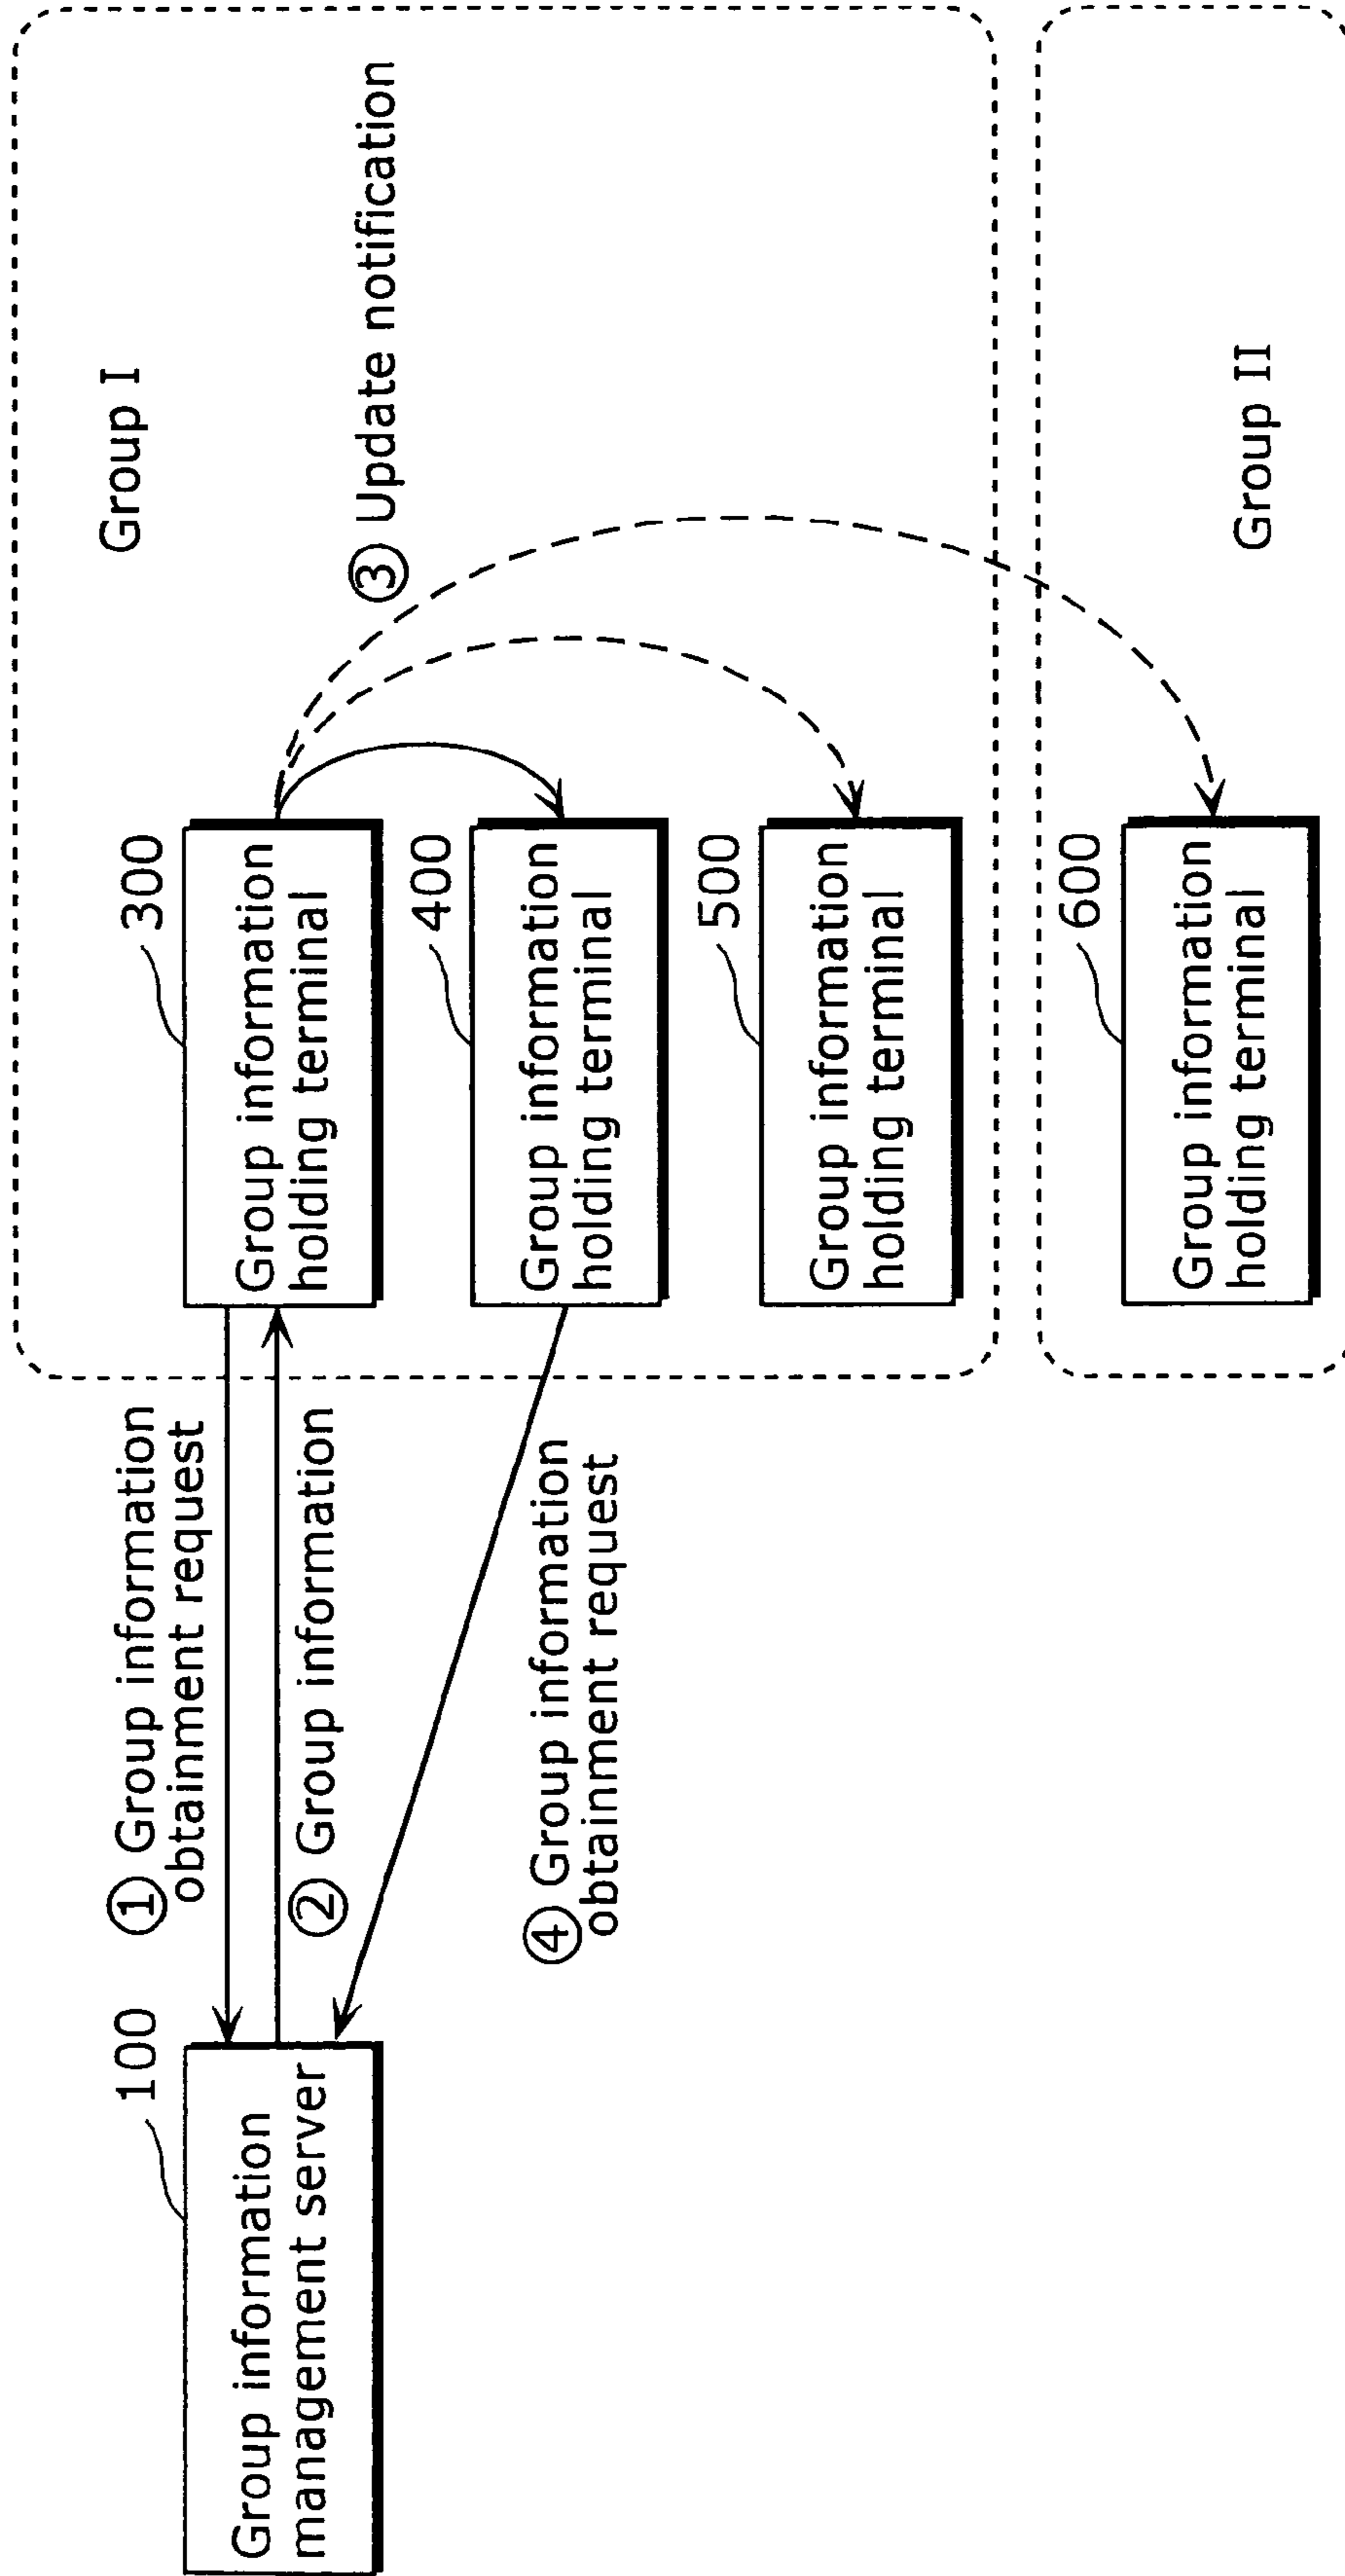 Group I
100
① Group information
obtainment request
300
Group information
management server
② Group information
Group information
holding terminal
③ Update notification
400
④ Group information
obtainment request
Group information
holding terminal
500
Group information
holding terminal
600
Group information
holding terminal
Group II